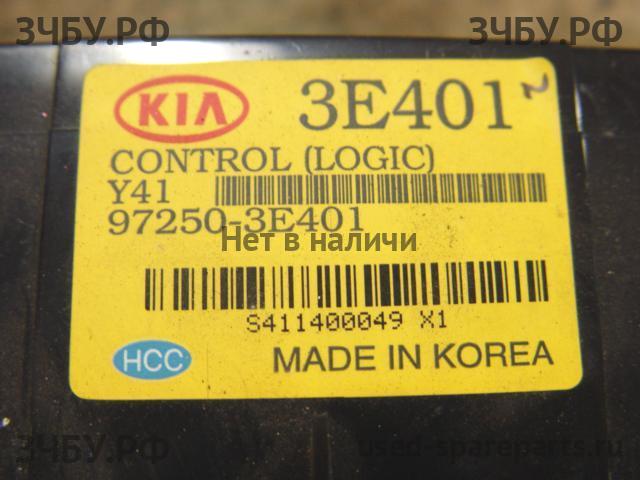 ЗЧБУ.РФ ЗЧБУ.РФ
KIA 3E401 2
CONTROL (LOGIC)
Y41
97250-3E401
Нет в наличи
S411400049 X1
HCC MADE IN KOREA
ЗЧБУ.РФ used-spareparts.ru